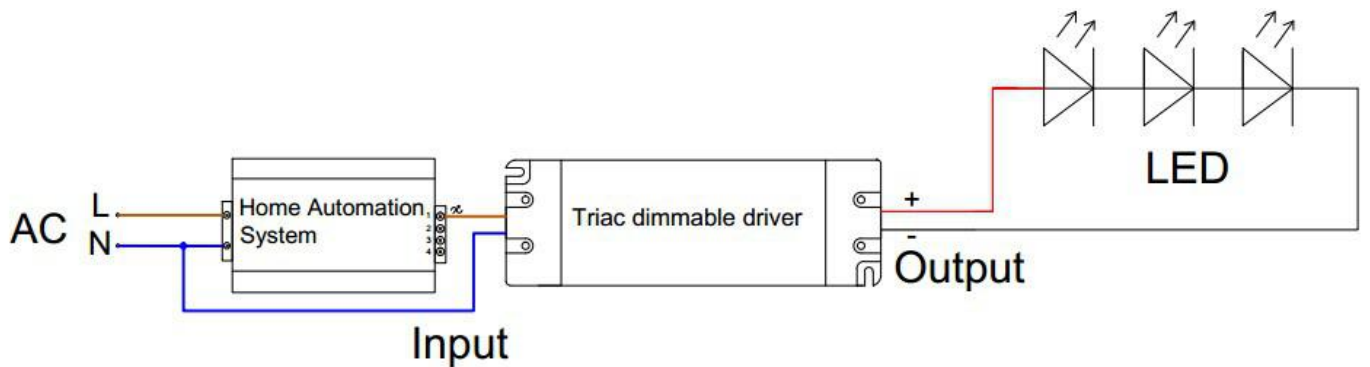 AC
L
N
Home Automation
System
1
2
3
4
Input
Triac dimmable driver
+
-
Output
LED